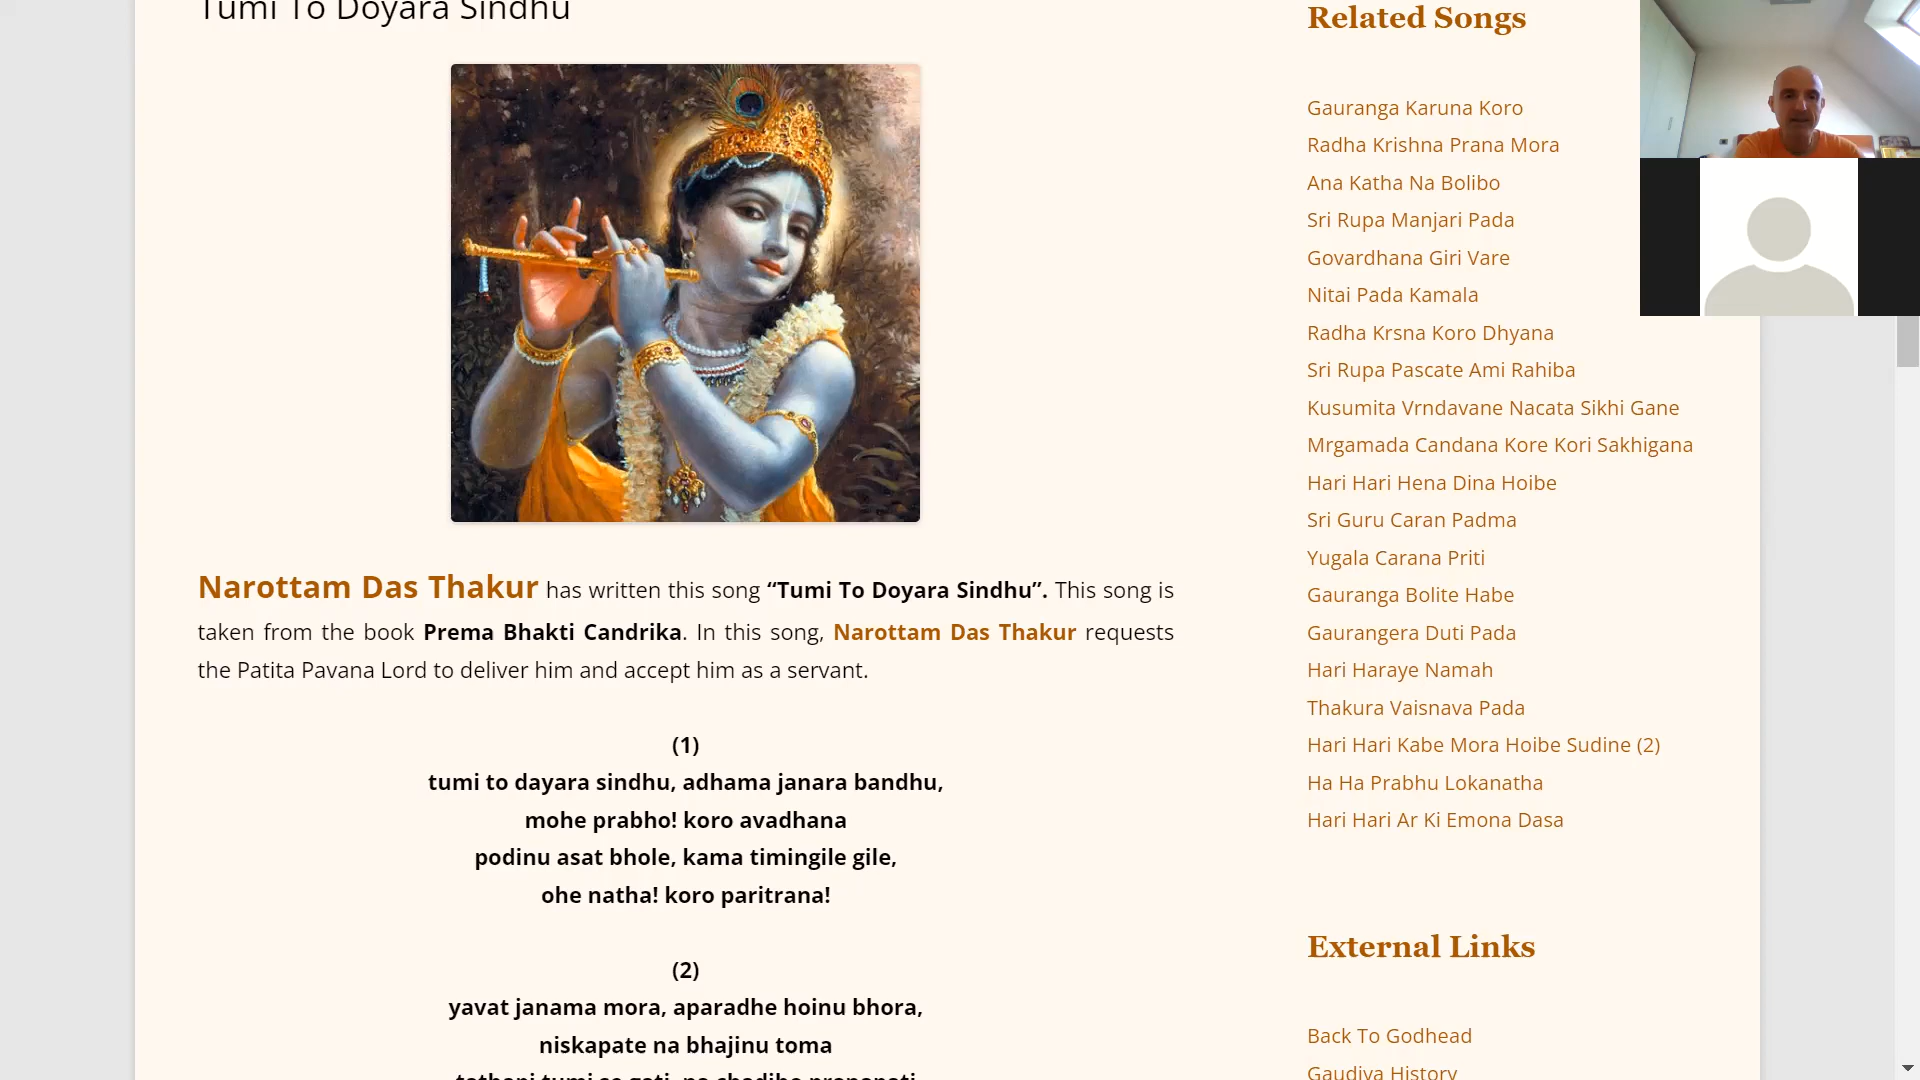 Tumi To Doyara Sindhu
Narottam Das Thakur has written this song “Tumi To Doyara Sindhu”. This song is
taken from the book Prema Bhakti Candrika. In this song, Narottam Das Thakur requests
the Patita Pavana Lord to deliver him and accept him as a servant.
(1)
tumi to dayara sindhu, adhama janara bandhu,
mohe prabho! koro avadhana
podinu asat bhole, kama timingile gile,
ohe natha! koro paritrana!
(2)
yavat janama mora, aparadhe hoinu bhora,
niskapate na bhajinu toma
tathapi tumi se gati, na chadibo pranapati
Related Songs
Gauranga Karuna Koro
Radha Krishna Prana Mora
Ana Katha Na Bolibo
Sri Rupa Manjari Pada
Govardhana Giri Vare
Nitai Pada Kamala
Radha Krsna Koro Dhyana
Sri Rupa Pascate Ami Rahiba
Kusumita Vrndavane Nacata Sikhi Gane
Mrgamada Candana Kore Kori Sakhigana
Hari Hari Hena Dina Hoibe
Sri Guru Caran Padma
Yugala Carana Priti
Gauranga Bolite Habe
Gaurangera Duti Pada
Hari Haraye Namah
Thakura Vaisnava Pada
Hari Hari Kabe Mora Hoibe Sudine (2)
Ha Ha Prabhu Lokanatha
Hari Hari Ar Ki Emona Dasa
External Links
Back To Godhead
Gaudiya History